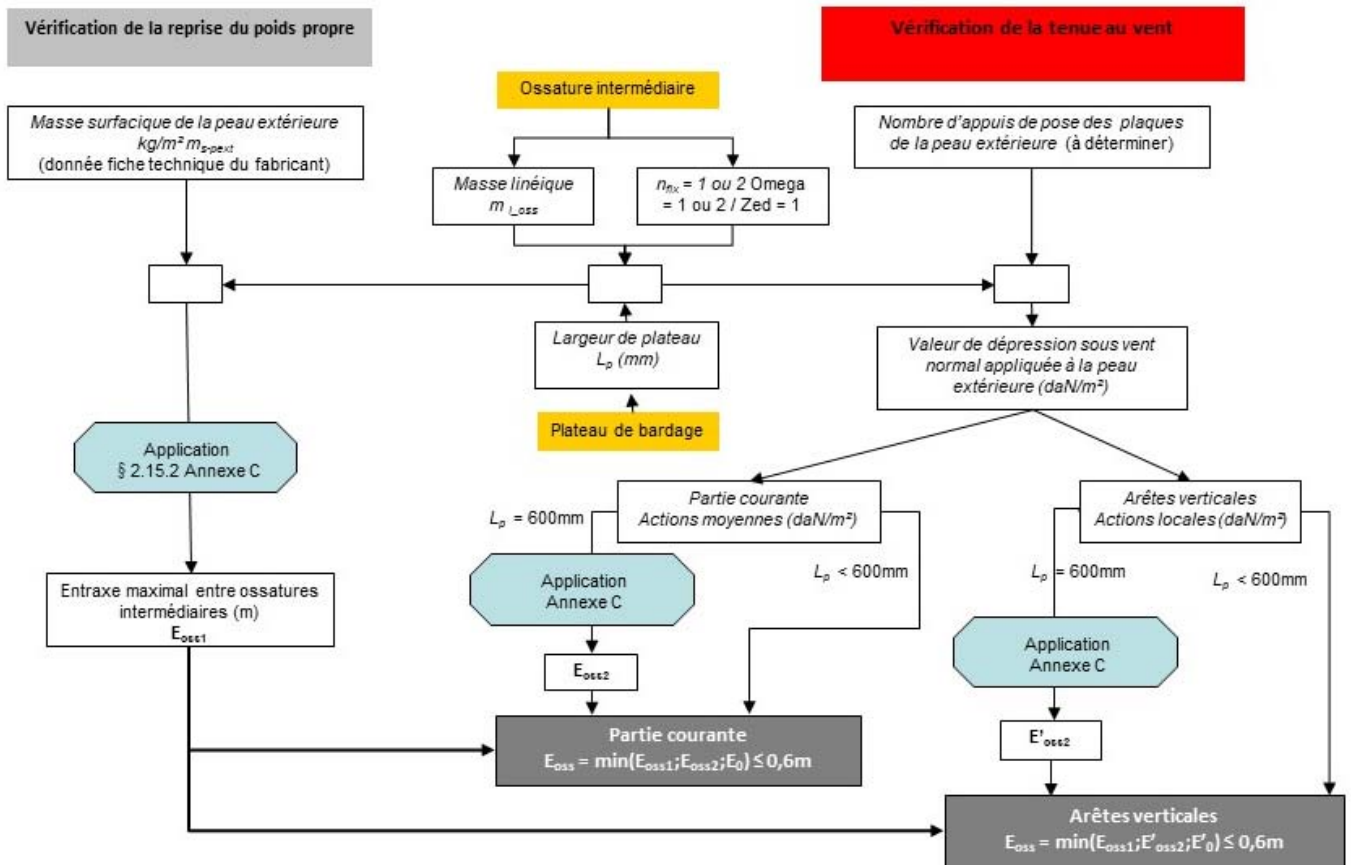 Vérification de la reprise du poids propre
Vérification de la tenue au vent
Ossature intermédiaire
Masse surfacique de la peau extérieure
kg/m² m_s-pext
(donnée fiche technique du fabricant)
Nombre d'appuis de pose des plaques
de la peau extérieure (à déterminer)
Masse linéique
m l_oss
n_fix = 1 ou 2 Omega
= 1 ou 2 / Zed = 1
Largeur de plateau
L_p (mm)
Plateau de bardage
Valeur de dépression sous vent
normal appliquée à la peau
extérieure (daN/m²)
Application
§ 2.15.2 Annexe C
Partie courante
Actions moyennes (daN/m²)
Arêtes verticales
Actions locales (daN/m²)
L_p = 600mm
L_p < 600mm
L_p = 600mm
L_p < 600mm
Application
Annexe C
Application
Annexe C
Entraxe maximal entre ossatures
intermédiaires (m)
E_oss1
E_oss2
E'_oss2
Partie courante
E_oss = min(E_oss1;E_oss2;E_0) ≤ 0,6m
Arêtes verticales
E_oss = min(E_oss1;E'_oss2;E'_0) ≤ 0,6m